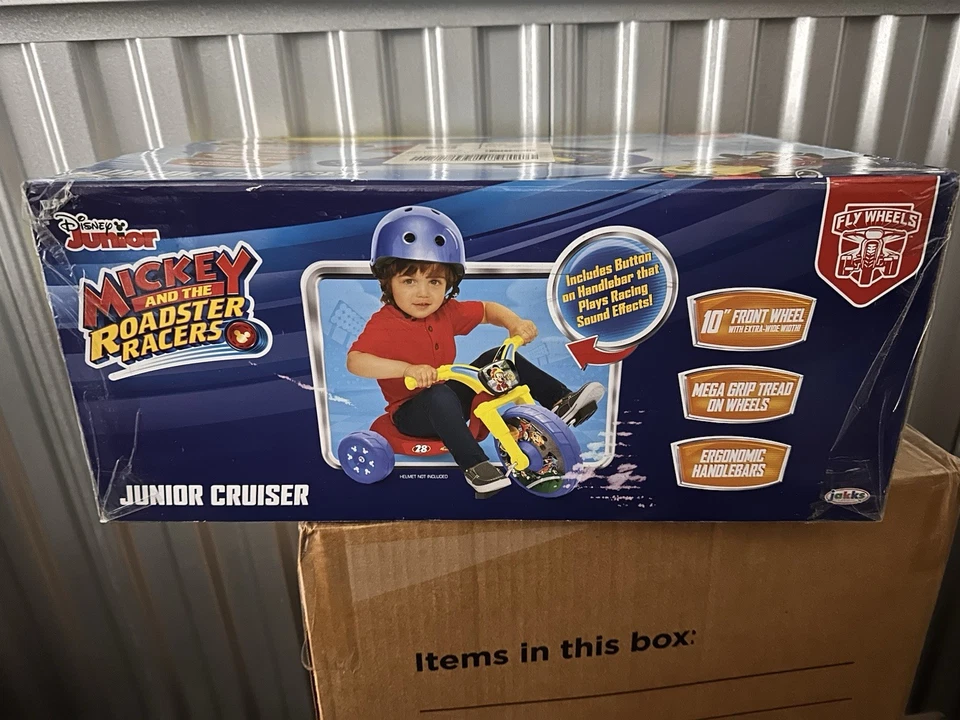 Disney
Junior
MICKEY
AND THE
ROADSTER
RACERS
Includes Button
on Handlebar that
Plays Racing
Sound Effects!
FLY WHEELS
10" FRONT WHEEL
WITH EXTRA-WIDE WIDTH!
MEGA GRIP TREAD
ON WHEELS
ERGONOMIC
HANDLEBARS
28
HELMET NOT INCLUDED
JUNIOR CRUISER
jakks
Items in this box: